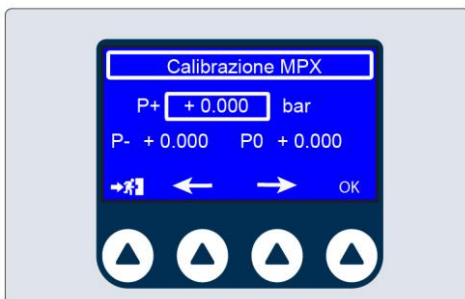 Calibrazione MPX
P+ + 0.000 bar
P- + 0.000 P0 + 0.000
OK